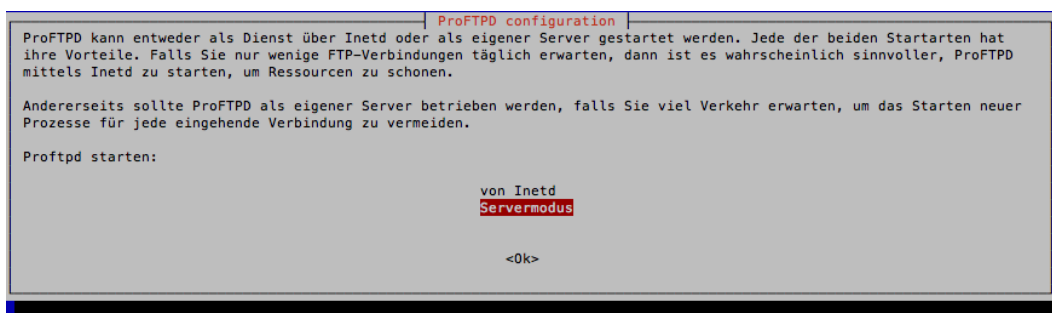 ProFTPD configuration
ProFTPD kann entweder als Dienst über Inetd oder als eigener Server gestartet werden. Jede der beiden Startarten hat
ihre Vorteile. Falls Sie nur wenige FTP-Verbindungen täglich erwarten, dann ist es wahrscheinlich sinnvoller, ProFTPD
mittels Inetd zu starten, um Ressourcen zu schonen.
Andererseits sollte ProFTPD als eigener Server betrieben werden, falls Sie viel Verkehr erwarten, um das Starten neuer
Prozesse für jede eingehende Verbindung zu vermeiden.
Proftpd starten:
von Inetd
Servermodus
<Ok>